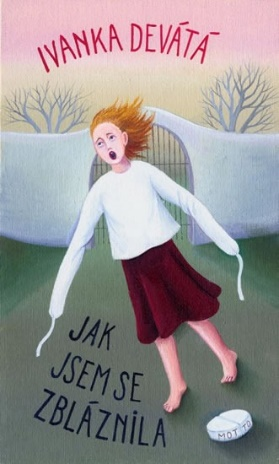 IVANKA DEVÁTÁ
JAK
JSEM SE
ZBLÁZNILA
MOTTO